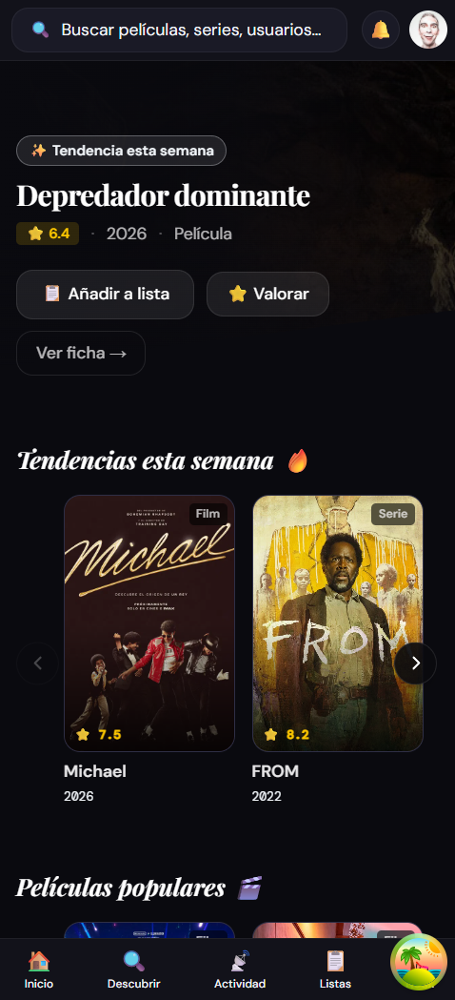 Buscar películas, series, usuarios...
Tendencia esta semana
Depredador dominante
6.4 · 2026 · Película
Añadir a lista
Valorar
Ver ficha →
Tendencias esta semana
Film
Serie
BOHEMIAN RHAPSODY
TRAINING DAY
Michael
DESCUBRE EL ORIGEN DE UN REY
PRÓXIMAMENTE
SOLO EN CINES E IMAX
FROM
7.5
8.2
Michael
FROM
2026
2022
Películas populares
Inicio
Descubrir
Actividad
Listas